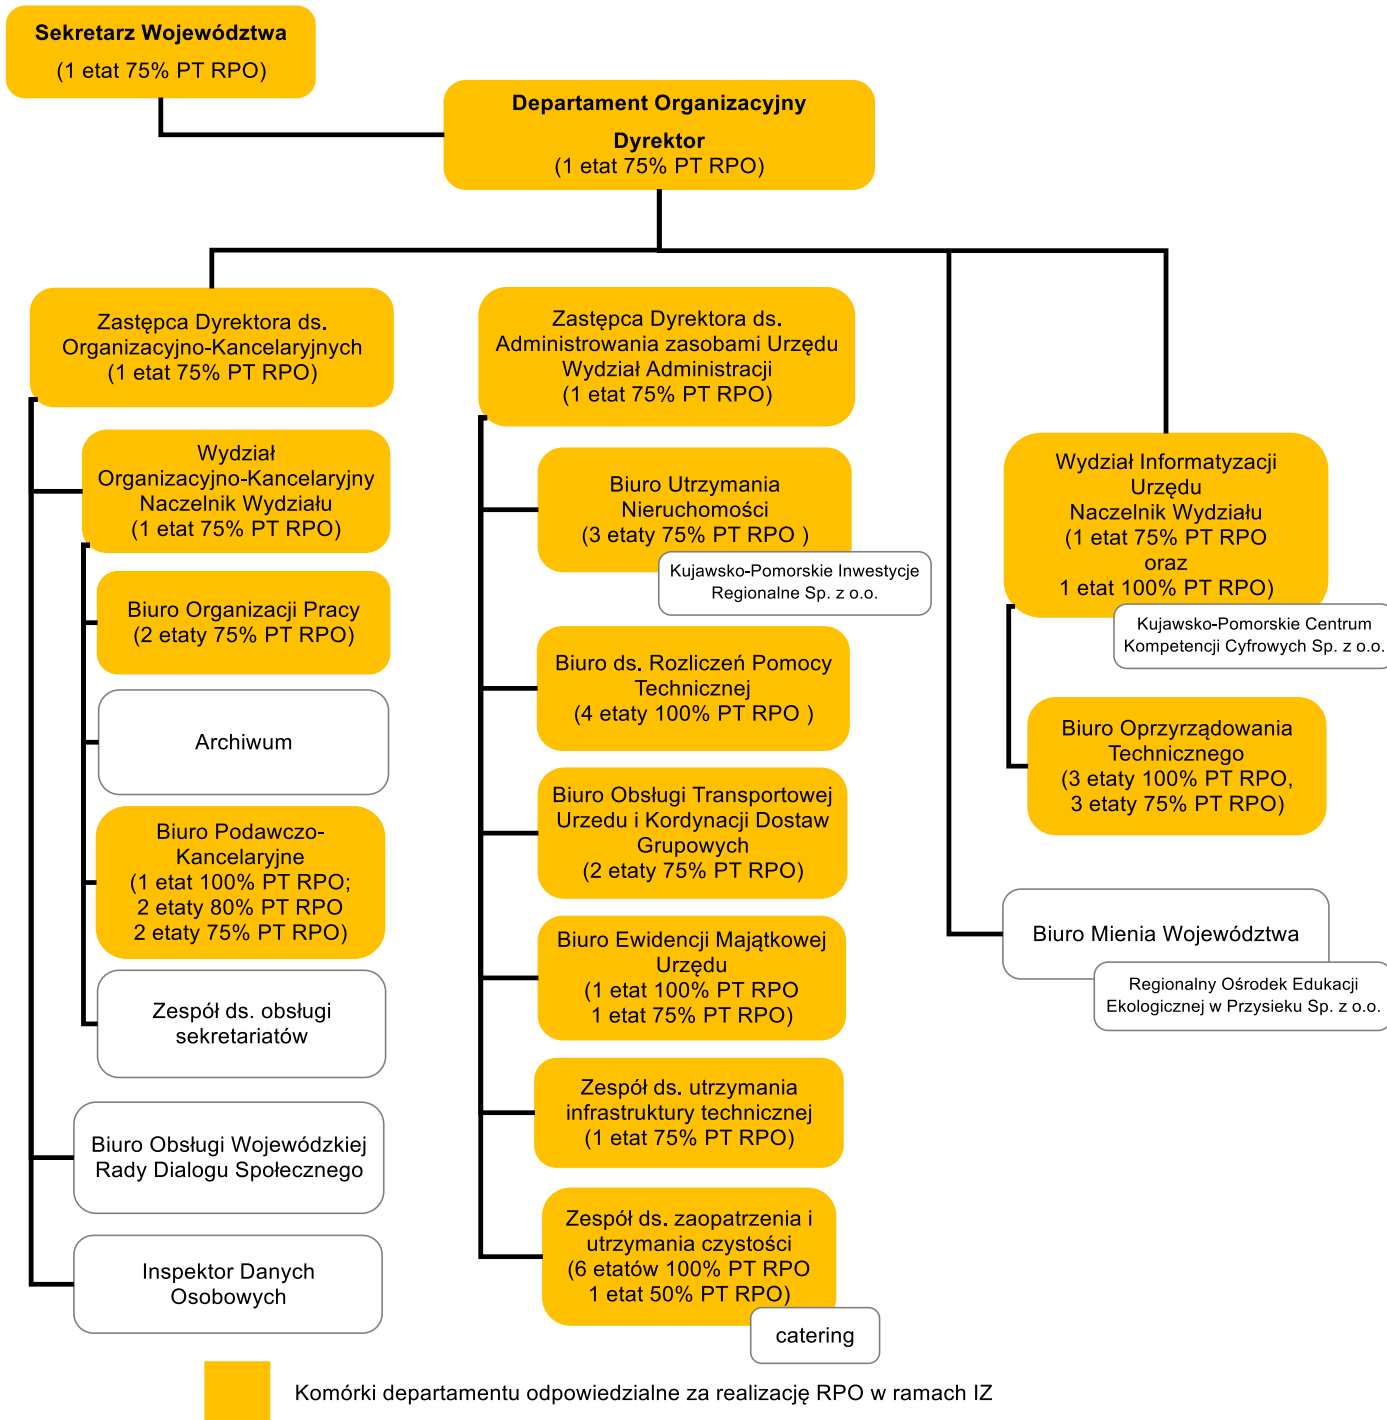 Sekretarz Województwa
(1 etat 75% PT RPO)
Departament Organizacyjny
Dyrektor
(1 etat 75% PT RPO)
Zastępca Dyrektora ds.
Organizacyjno-Kancelaryjnych
(1 etat 75% PT RPO)
Wydział
Organizacyjno-Kancelaryjny
Naczelnik Wydziału
(1 etat 75% PT RPO)
Biuro Organizacji Pracy
(2 etaty 75% PT RPO)
Archiwum
Biuro Podawczo-
Kancelaryjne
(1 etat 100% PT RPO;
2 etaty 80% PT RPO
2 etaty 75% PT RPO)
Zespół ds. obsługi
sekretariatów
Biuro Obsługi Wojewódzkiej
Rady Dialogu Społecznego
Inspektor Danych
Osobowych
Zastępca Dyrektora ds.
Administrowania zasobami Urzędu
Wydział Administracji
(1 etat 75% PT RPO)
Biuro Utrzymania
Nieruchomości
(3 etaty 75% PT RPO )
Kujawsko-Pomorskie Inwestycje
Regionalne Sp. z o.o.
Biuro ds. Rozliczeń Pomocy
Technicznej
(4 etaty 100% PT RPO )
Biuro Obsługi Transportowej
Urzedu i Kordynacji Dostaw
Grupowych
(2 etaty 75% PT RPO)
Biuro Ewidencji Majątkowej
Urzędu
(1 etat 100% PT RPO
1 etat 75% PT RPO)
Zespół ds. utrzymania
infrastruktury technicznej
(1 etat 75% PT RPO)
Zespół ds. zaopatrzenia i
utrzymania czystości
(6 etatów 100% PT RPO
1 etat 50% PT RPO)
catering
Wydział Informatyzacji
Urzędu
Naczelnik Wydziału
(1 etat 75% PT RPO
oraz
1 etat 100% PT RPO)
Kujawsko-Pomorskie Centrum
Kompetencji Cyfrowych Sp. z o.o.
Biuro Oprzyrządowania
Technicznego
(3 etaty 100% PT RPO,
3 etaty 75% PT RPO)
Biuro Mienia Województwa
Regionalny Ośrodek Edukacji
Ekologicznej w Przysieku Sp. z o.o.
Komórki departamentu odpowiedzialne za realizację RPO w ramach IZ